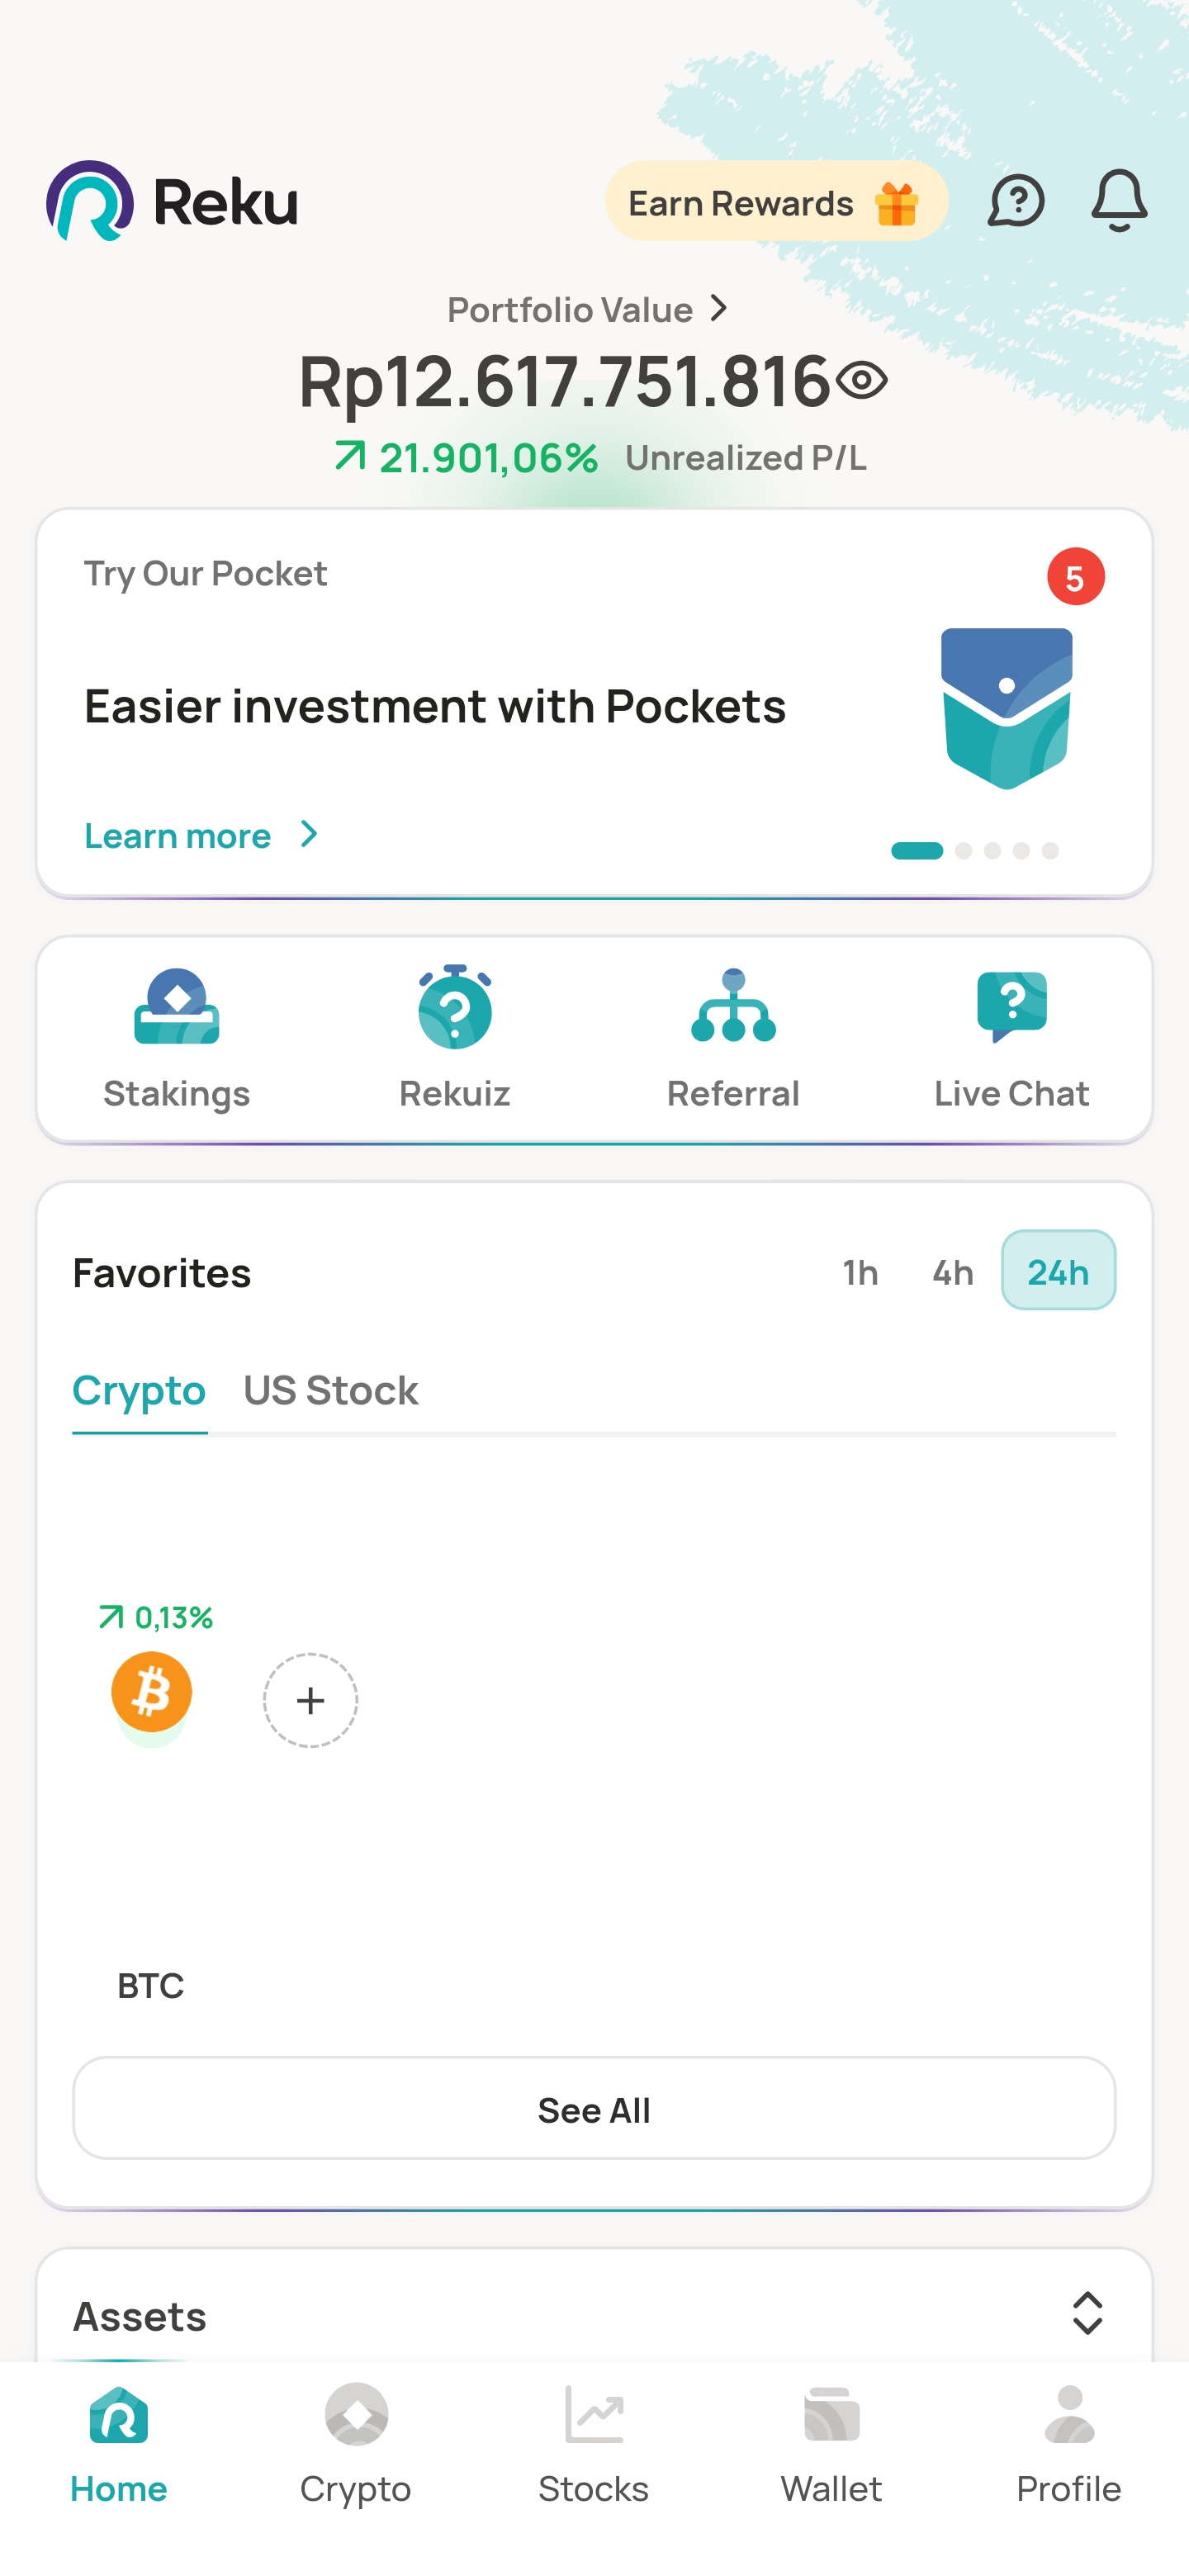 Reku
Earn Rewards
Portfolio Value
Rp12.617.751.816
21.901,06% Unrealized P/L
Try Our Pocket
5
Easier investment with Pockets
Learn more
Stakings Rekuiz Referral Live Chat
Favorites 1h 4h 24h
Crypto US Stock
0,13%
BTC
See All
Assets
Home Crypto Stocks Wallet Profile